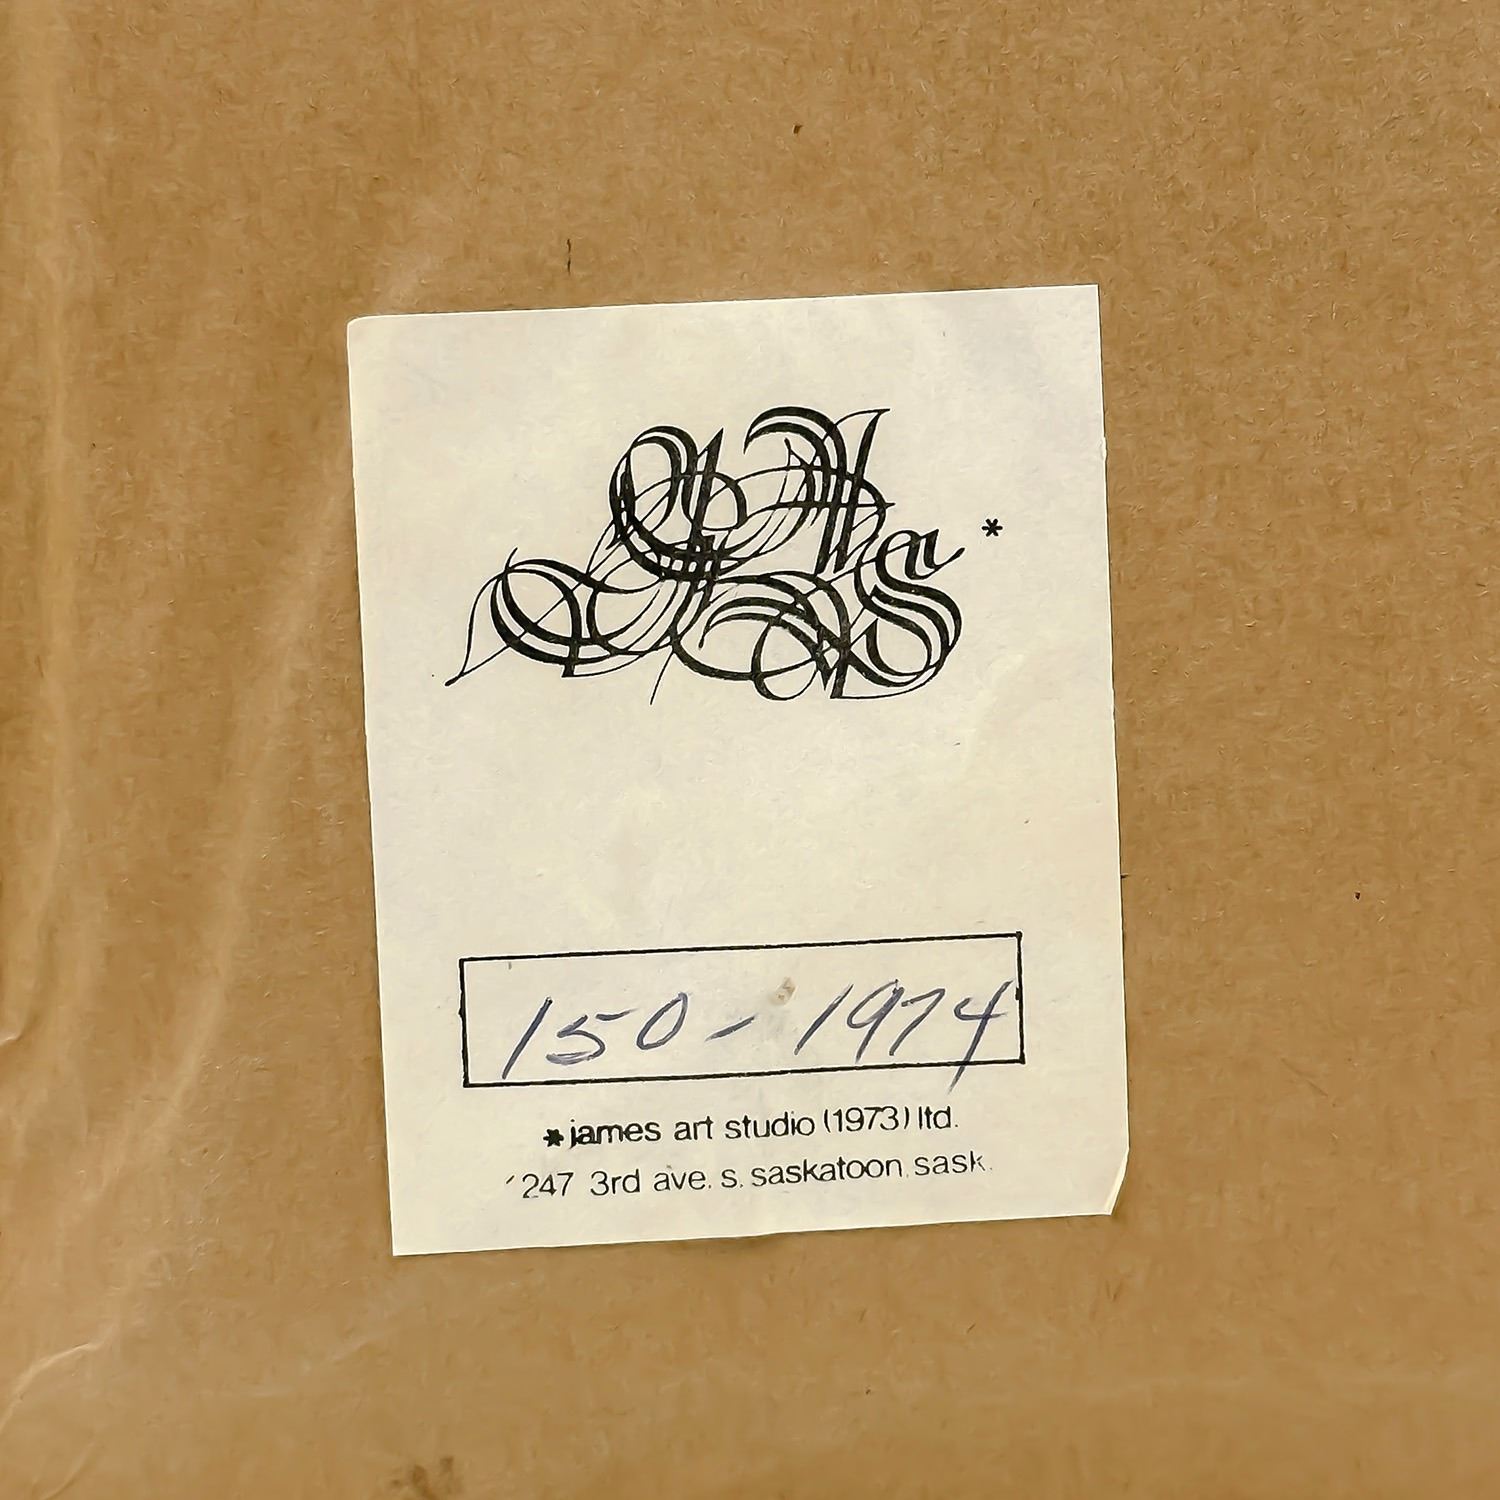 *
150 - 1974
*james art studio (1973) ltd.
247 3rd ave. s. saskatoon, sask.